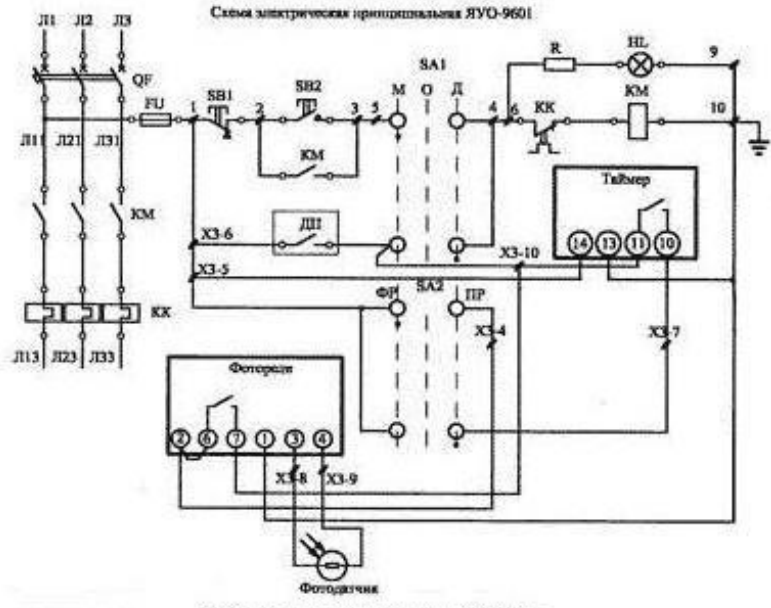 Схема электрическая принципиальная ЯУО-9601
Л1 Л2 Л3
QF
FU
1
SB1
2
SB2
3
5
SA1
М О Д
4
6
R
HL
9
КК
КМ
10
Л11 Л21 Л31
КМ
КМ
Таймер
14 13 11 10
Х3-6
ДП
Х3-10
Х3-5
ФР
SA2
ПР
КК
Х3-4
Х3-7
Л13 Л23 Л33
Фотореле
2 6 7 1 3 4
Х3-8
Х3-9
Фотодатчик